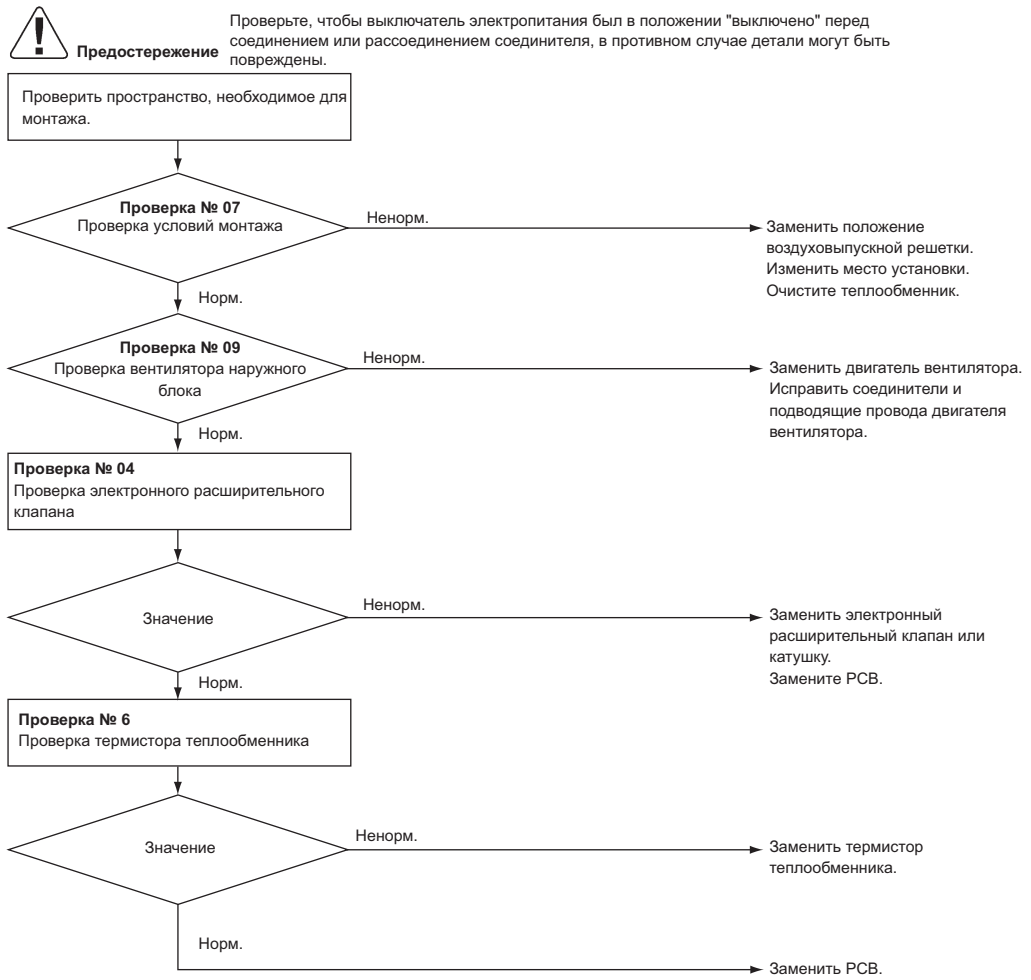 Предостережение
Проверьте, чтобы выключатель электропитания был в положении "выключено" перед
соединением или рассоединением соединителя, в противном случае детали могут быть
повреждены.
Проверить пространство, необходимое для
монтажа.
Проверка № 07
Проверка условий монтажа
Ненорм.
Заменить положение
воздуховыпускной решетки.
Изменить место установки.
Очистите теплообменник.
Норм.
Проверка № 09
Проверка вентилятора наружного
блока
Ненорм.
Заменить двигатель вентилятора.
Исправить соединители и
подводящие провода двигателя
вентилятора.
Норм.
Проверка № 04
Проверка электронного расширительного
клапана
Значение
Ненорм.
Заменить электронный
расширительный клапан или
катушку.
Замените PCB.
Норм.
Проверка № 6
Проверка термистора теплообменника
Значение
Ненорм.
Заменить термистор
теплообменника.
Норм.
Заменить PCB.